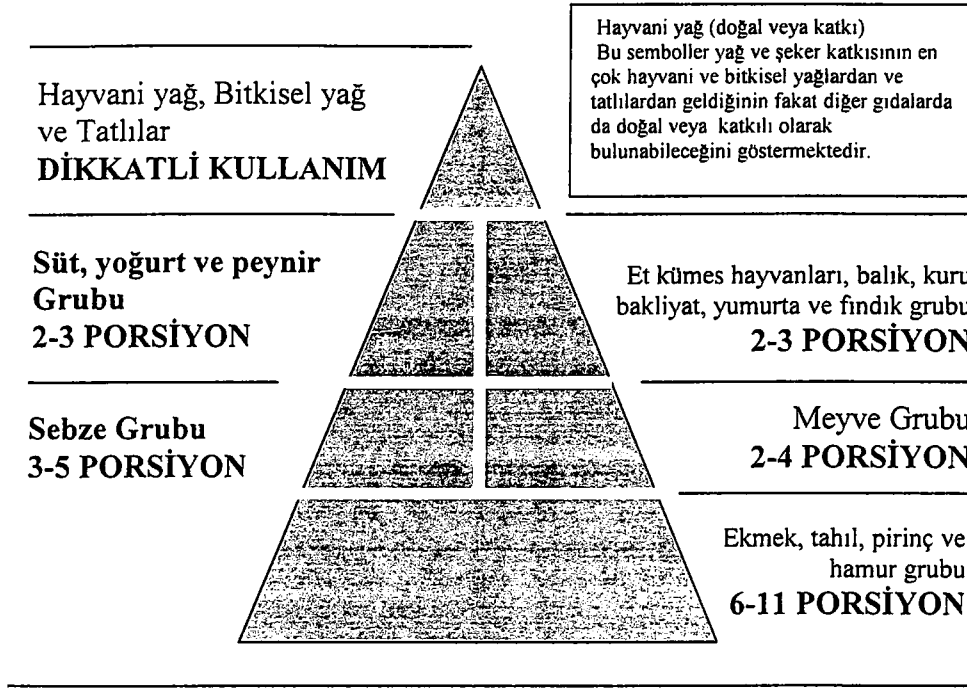 Hayvani yağ (doğal veya katkı)
Bu semboller yağ ve şeker katkısının en
çok hayvani ve bitkisel yağlardan ve
tatlılardan geldiğinin fakat diğer gıdalarda
da doğal veya katkılı olarak
bulunabileceğini göstermektedir.
Hayvani yağ, Bitkisel yağ
ve Tatlılar
DİKKATLİ KULLANIM
Süt, yoğurt ve peynir
Grubu
2-3 PORSİYON
Et kümes hayvanları, balık, kuru
bakliyat, yumurta ve fındık grubu
2-3 PORSİYON
Sebze Grubu
3-5 PORSİYON
Meyve Grubu
2-4 PORSİYON
Ekmek, tahıl, pirinç ve
hamur grubu
6-11 PORSİYON